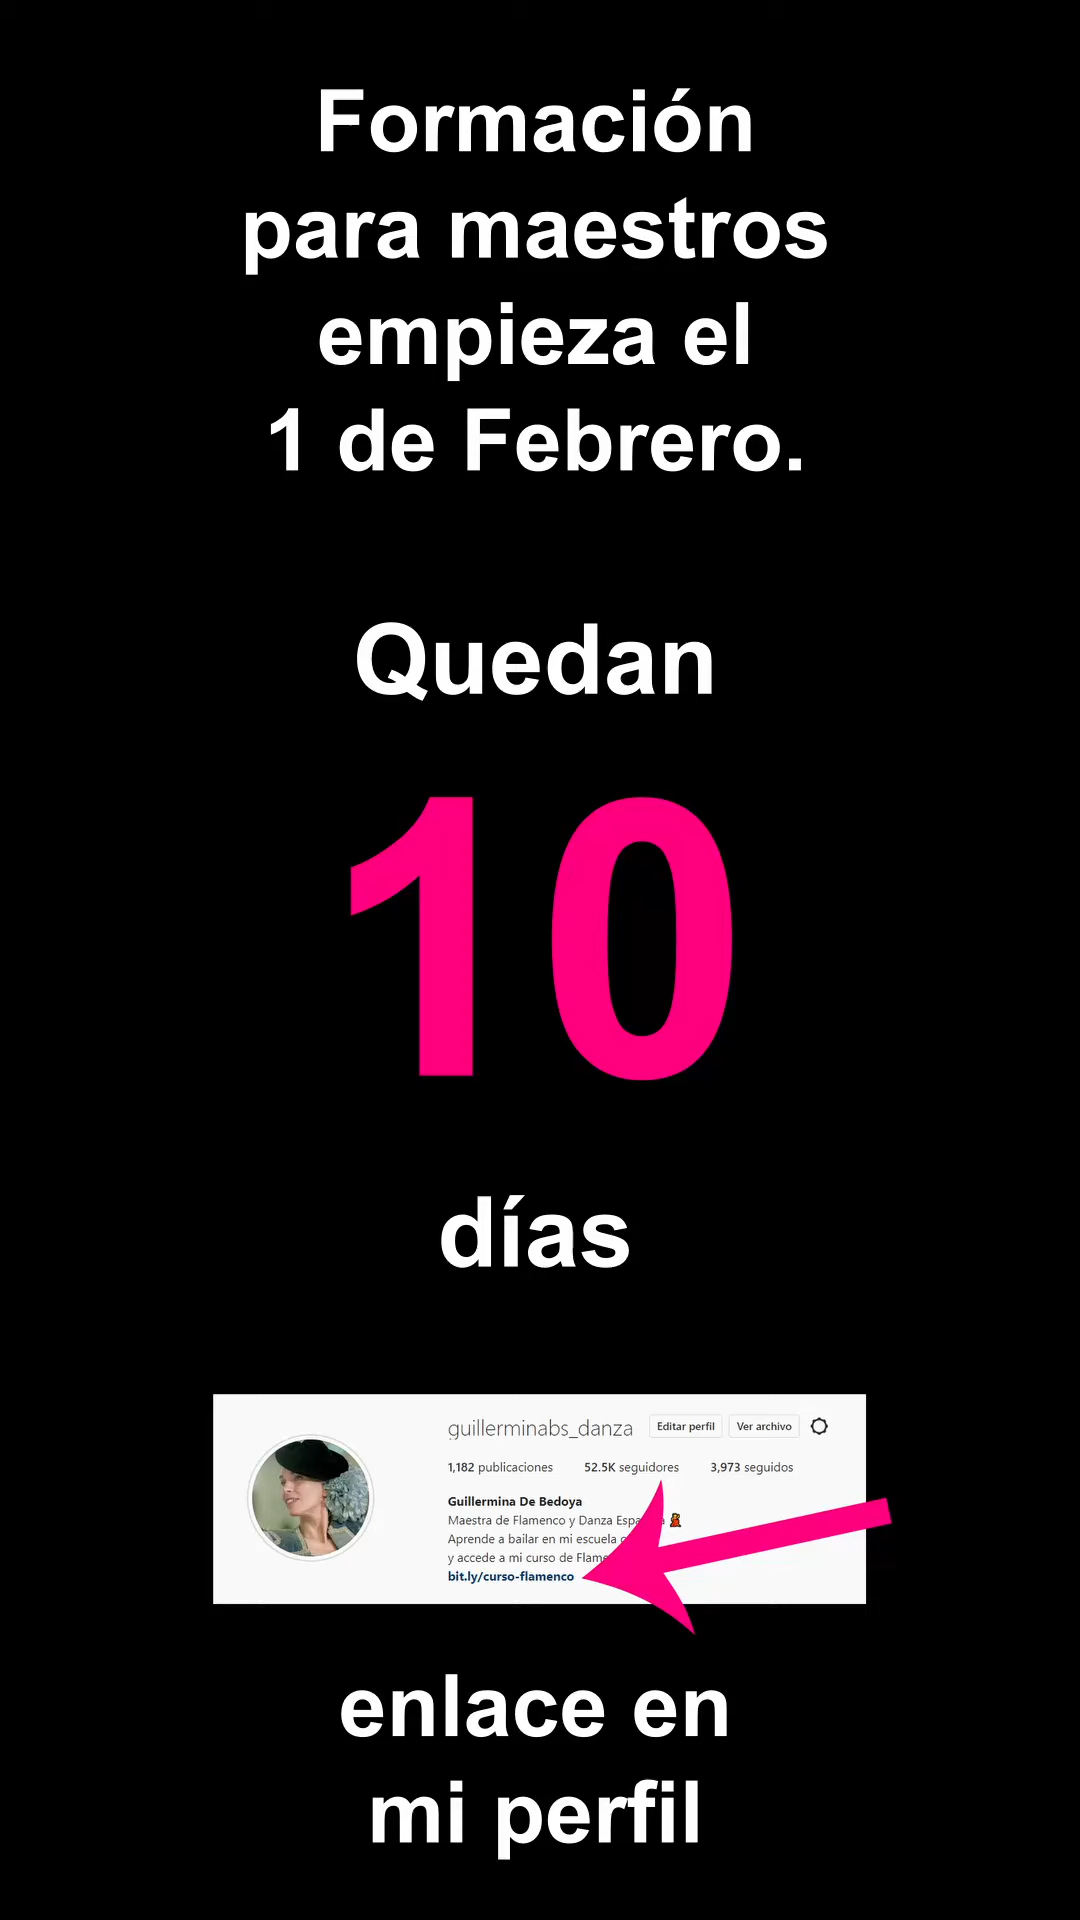 Formación
para maestros
empieza el
1 de Febrero.
Quedan
10
días
guillerminabs_danza Editar perfil Ver archivo
1,182 publicaciones 52.5K seguidores 3,973 seguidos
Guillermina De Bedoya
Maestra de Flamenco y Danza
Aprende a bailar en mi escuela
y accede a mi curso de
bit.ly/curso-flamenco
enlace en
mi perfil